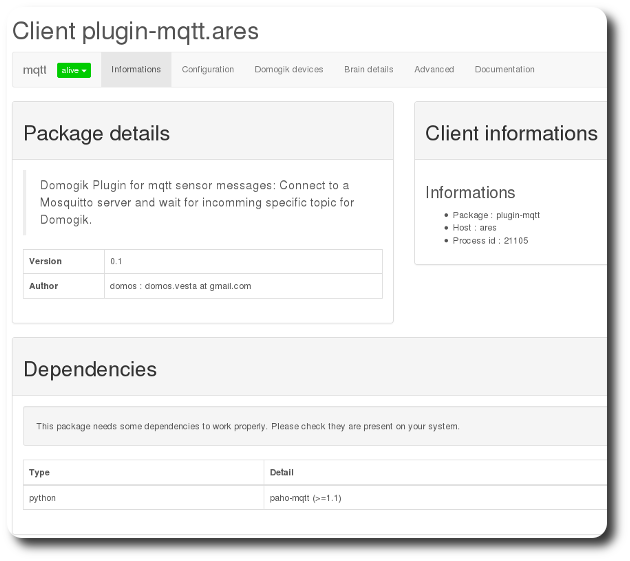 Client plugin-mqtt.ares
mqtt alive Informations Configuration Domogik devices Brain details Advanced Documentation
Package details
Domogik Plugin for mqtt sensor messages: Connect to a
Mosquitto server and wait for incomming specific topic for
Domogik.
Version 0.1
Author domos : domos.vesta at gmail.com
Client informations
Informations
Package : plugin-mqtt
Host : ares
Process id : 21105
Dependencies
This package needs some dependencies to work properly. Please check they are present on your system.
Type Detail
python paho-mqtt (>=1.1)